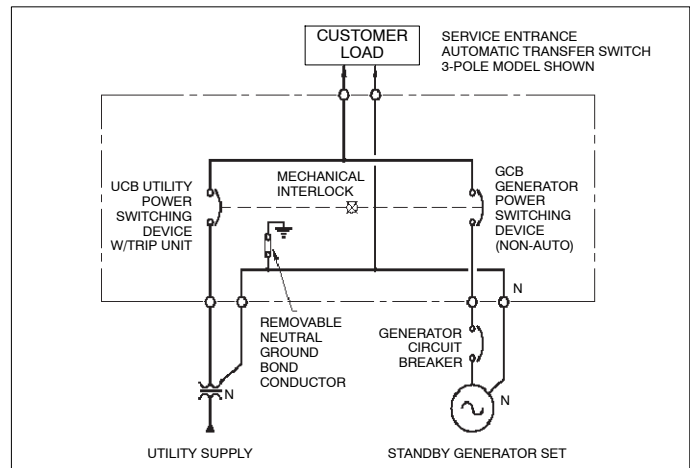 CUSTOMER
LOAD
SERVICE ENTRANCE
AUTOMATIC TRANSFER SWITCH
3-POLE MODEL SHOWN
UCB UTILITY
POWER
SWITCHING
DEVICE
W/TRIP UNIT
MECHANICAL
INTERLOCK
GCB
GENERATOR
POWER
SWITCHING
DEVICE
(NON-AUTO)
N
REMOVABLE
NEUTRAL
GROUND
BOND
CONDUCTOR
GENERATOR
CIRCUIT
BREAKER
N
N
UTILITY SUPPLY
STANDBY GENERATOR SET